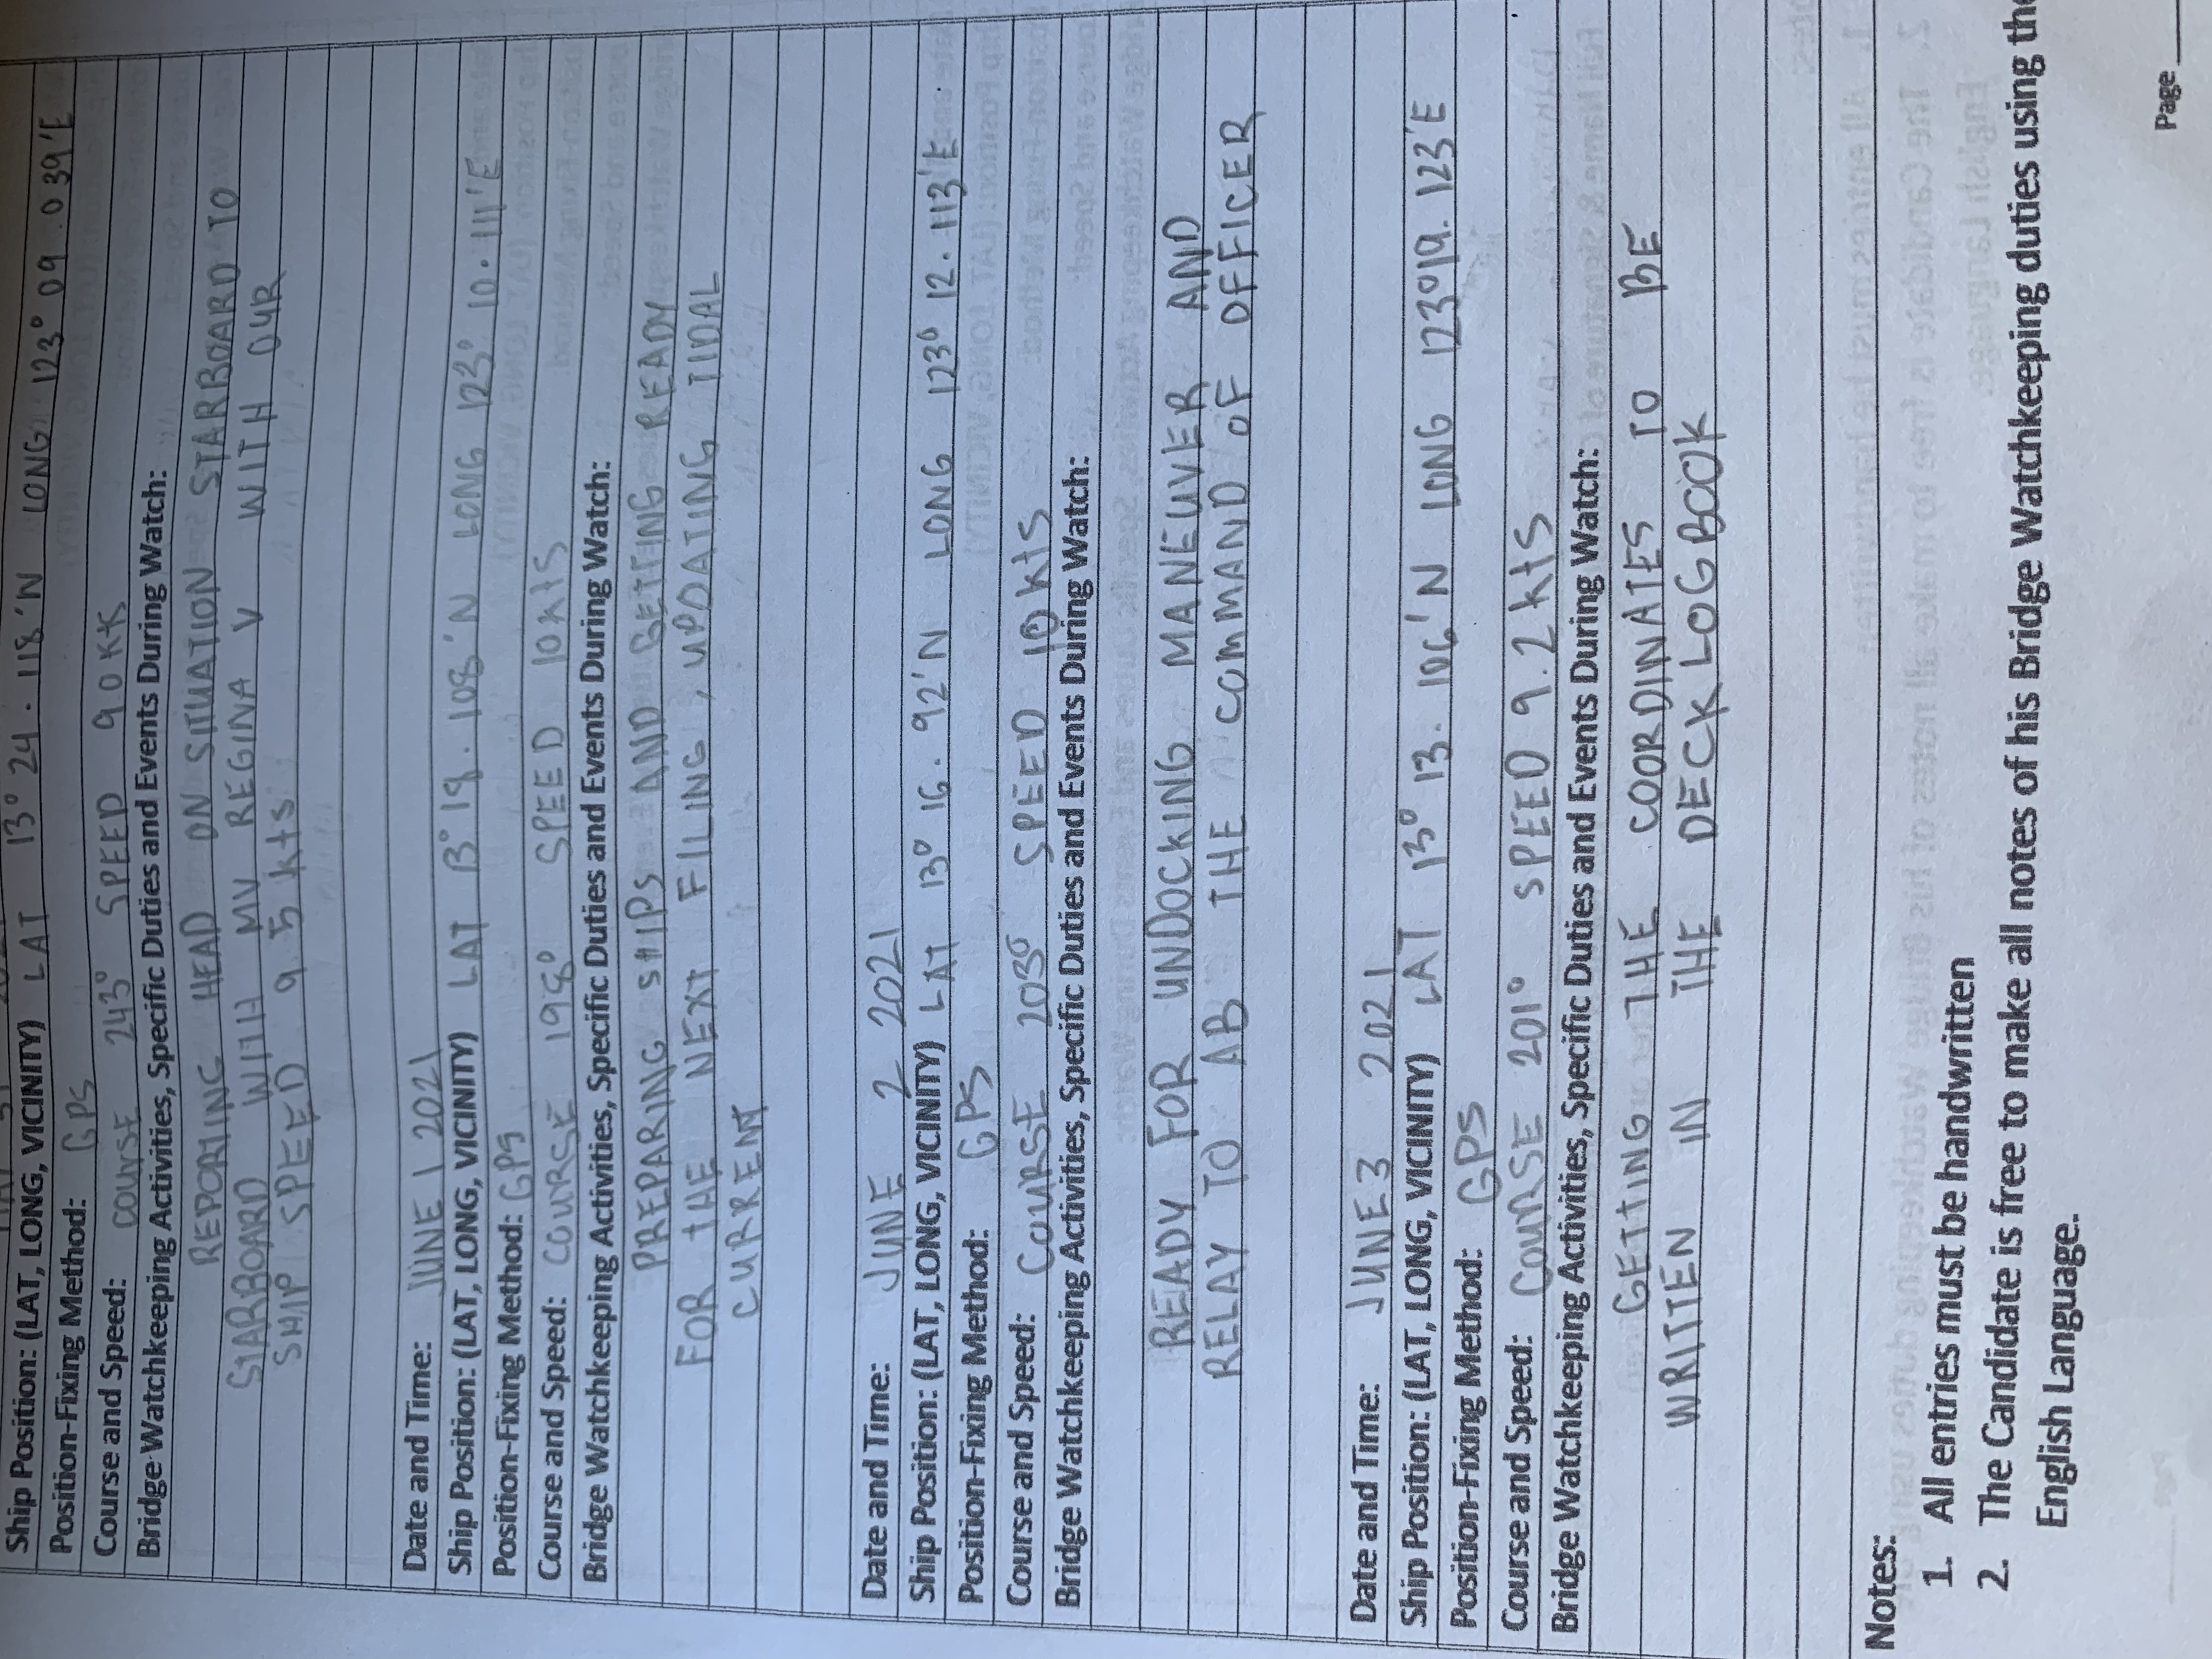 Ship Position: (LAT, LONG, VICINITY) LAT 13° 24.118'N LONG 123° 09.039'E
Position-Fixing Method: GPS
Course and Speed: COURSE 243° SPEED 9.0 Kts
Bridge Watchkeeping Activities, Specific Duties and Events During Watch:
REPORTING HEAD ON SITUATION STARBOARD TO
STARBOARD WITH MV REGINA V WITH OUR
SHIP SPEED 9.5 kts
Date and Time: JUNE 1 2021
Ship Position: (LAT, LONG, VICINITY) LAT 13° 18.108'N LONG 123° 10.111'E
Position-Fixing Method: GPS
Course and Speed: COURSE 198° SPEED 10 kts
Bridge Watchkeeping Activities, Specific Duties and Events During Watch:
PREPARING SHIPS AND GETTING READY
FOR THE NEXT FILING, UPDATING TIDAL
CURRENT
Date and Time: JUNE 2 2021
Ship Position: (LAT, LONG, VICINITY) LAT 13° 16.92'N LONG 123° 12.113'E
Position-Fixing Method: GPS
Course and Speed: COURSE 203° SPEED 10 kts
Bridge Watchkeeping Activities, Specific Duties and Events During Watch:
READY FOR UNDOCKING MANEUVER AND
RELAY TO AB THE COMMAND OF OFFICER
Date and Time: JUNE 3 2021
Ship Position: (LAT, LONG, VICINITY) LAT 13° 13.106'N LONG 123° 19.123'E
Position-Fixing Method: GPS
Course and Speed: COURSE 201° SPEED 9.2 kts
Bridge Watchkeeping Activities, Specific Duties and Events During Watch:
GETTING THE COORDINATES TO BE
WRITTEN IN THE DECK LOGBOOK
Notes:
1. All entries must be handwritten
2. The Candidate is free to make all notes of his Bridge Watchkeeping duties using the
English Language.
Page